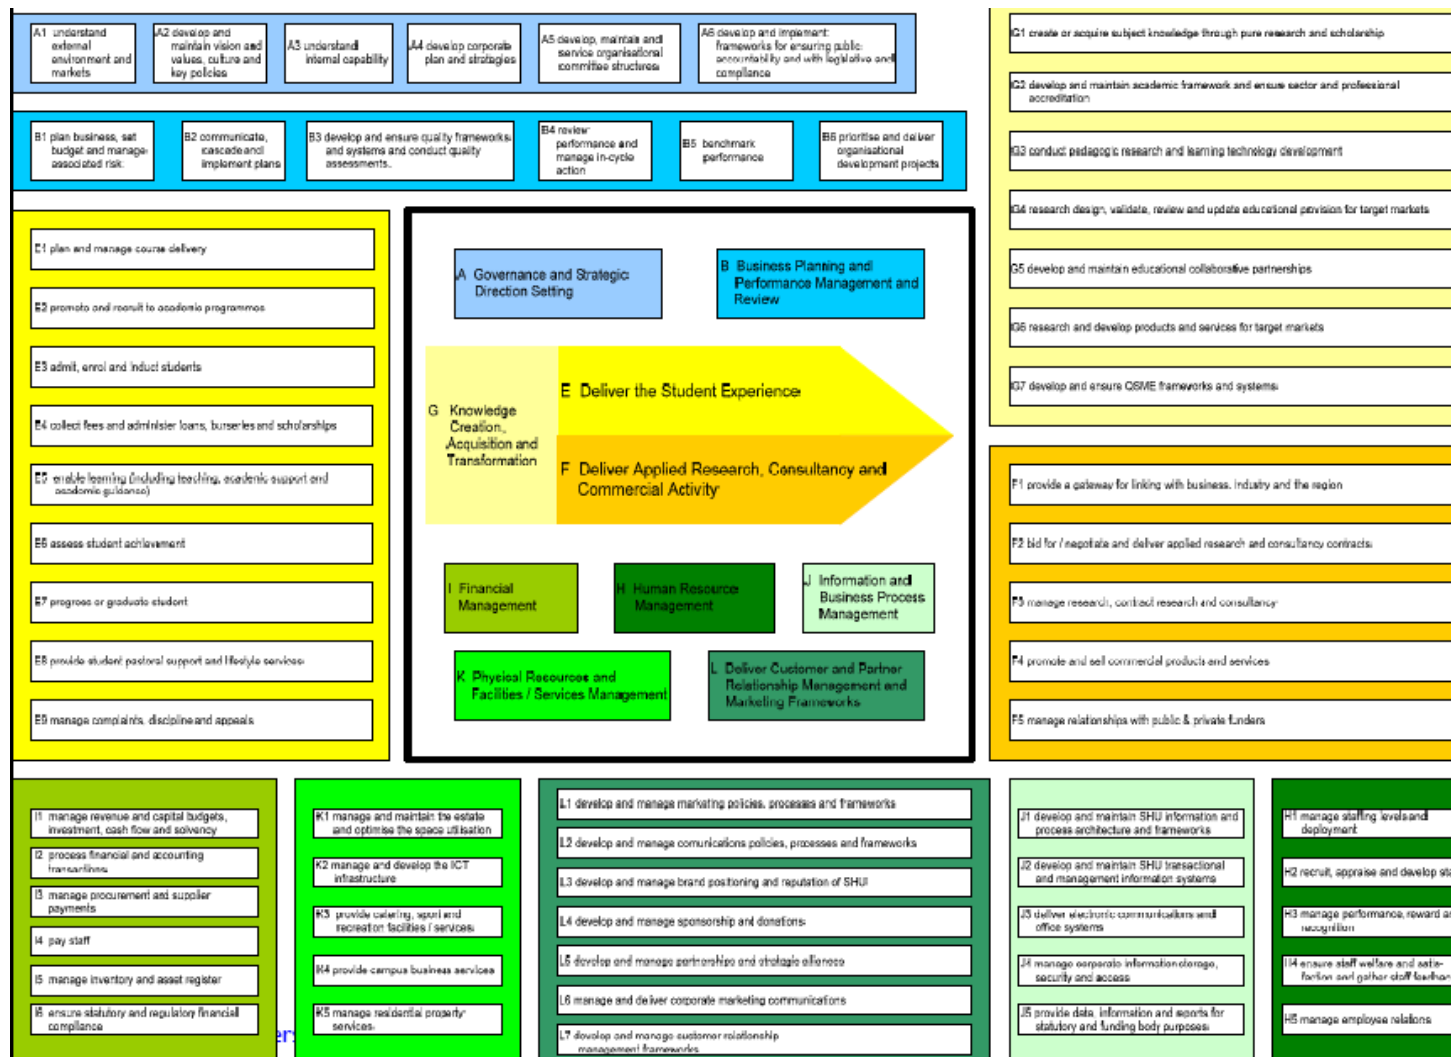 A1 understand
external
environment and
markets
A2 develop and
maintain vision and
values, culture and
key policies
A3 understand
internal capability
A4 develop corporate
plan and strategies
A5 develop, maintain and
service organisational
committee structures
A6 develop and implement
frameworks for ensuring public
accountability and with legislative and
compliance
B1 plan business, set
budget and manage
associated risk
B2 communicate,
cascade and
implement plans
B3 develop and ensure quality frameworks
and systems and conduct quality
assessments.
B4 review
performance and
manage in-cycle
action
B5 benchmark
performance
B6 prioritise and deliver
organisational
development projects
G1 create or acquire subject knowledge through pure research and scholarship
G2 develop and maintain academic framework and ensure sector and professional
accreditation
G3 conduct pedagogic research and learning technology development
G4 research design, validate, review and update educational provision for target markets
G5 develop and maintain educational collaborative partnerships
G6 research and develop products and services for target markets
G7 develop and ensure QSME frameworks and systems
E1 plan and manage course delivery
E2 promote and recruit to academic programmes
E3 admit, enrol and induct students
E4 collect fees and administer loans, burseries and scholarships
E5 enable learning (including teaching, academic support and
academic guidance)
E6 assess student achievement
E7 progress or graduate student
E8 provide student pastoral support and lifestyle services
E9 manage complaints, discipline and appeals
A Governance and Strategic
Direction Setting
B Business Planning and
Performance Management and
Review
G Knowledge
Creation,
Acquisition and
Transformation
E Deliver the Student Experience
F Deliver Applied Research, Consultancy and
Commercial Activity
I Financial
Management
H Human Resource
Management
J Information and
Business Process
Management
K Physical Resources and
Facilities / Services Management
L Deliver Customer and Partner
Relationship Management and
Marketing Frameworks
F1 provide a gateway for linking with business, industry and the region
F2 bid for / negotiate and deliver applied research and consultancy contracts
F3 manage research, contract research and consultancy
F4 promote and sell commercial products and services
F5 manage relationships with public & private funders
I1 manage revenue and capital budgets,
investment, cash flow and solvency
I2 process financial and accounting
transactions
I3 manage procurement and supplier
payments
I4 pay staff
I5 manage inventory and asset register
I6 ensure statutory and regulatory financial
compliance
K1 manage and maintain the estate
and optimise the space utilisation
K2 manage and develop the ICT
infrastructure
K3 provide catering, sport and
recreation facilities / services
K4 provide campus business services
K5 manage residential property
services
L1 develop and manage marketing policies, processes and frameworks
L2 develop and manage comunications policies, processes and frameworks
L3 develop and manage brand positioning and reputation of SHU
L4 develop and manage sponsorship and donations
L5 develop and manage partnerships and strategic alliances
L6 manage and deliver corporate marketing communications
L7 develop and manage customer relationship
management frameworks
J1 develop and maintain SHU information and
process architecture and frameworks
J2 develop and maintain SHU transactional
and management information systems
J3 deliver electronic communications and
office systems
J4 manage corporate information storage,
security and access
J5 provide data, information and reports for
statutory and funding body purposes
H1 manage staffing levels and
deployment
H2 recruit, appraise and develop sta
H3 manage performance, reward a
recognition
H4 ensure staff welfare and satis-
faction and gather staff feedbac
H5 manage employee relations